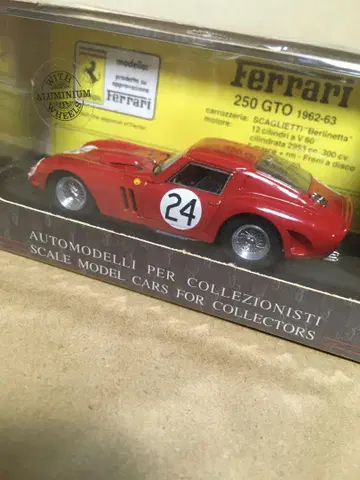 WITH
ALUMINIUM
WHEELS
modello:
prodotto su
approvazione
Ferrari
Ferrari
250 GTO 1962-63
carrozzeria: SCAGLIETTI "Berlinetta"
motore:
12 cilindri a V 60
cilindrata 2953 cc. 300 cv
Freni a disco
24
AUTOMODELLI PER COLLEZIONISTI
SCALE MODEL CARS FOR COLLECTORS